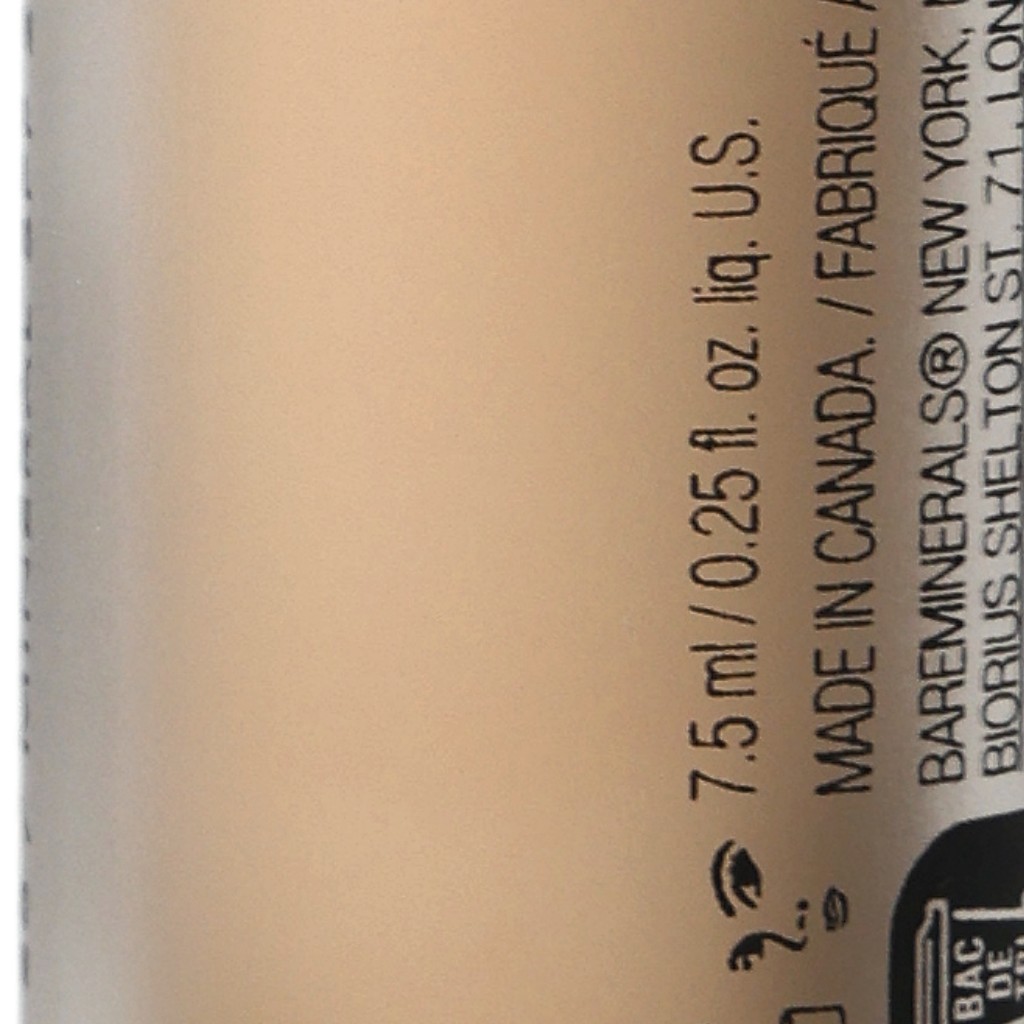 7.5 ml / 0.25 fl. oz. liq. U.S.
MADE IN CANADA. / FABRIQUÉ
BAREMINERALS® NEW YORK,
BIORIUS SHELTON ST. 71,
BAC
DE